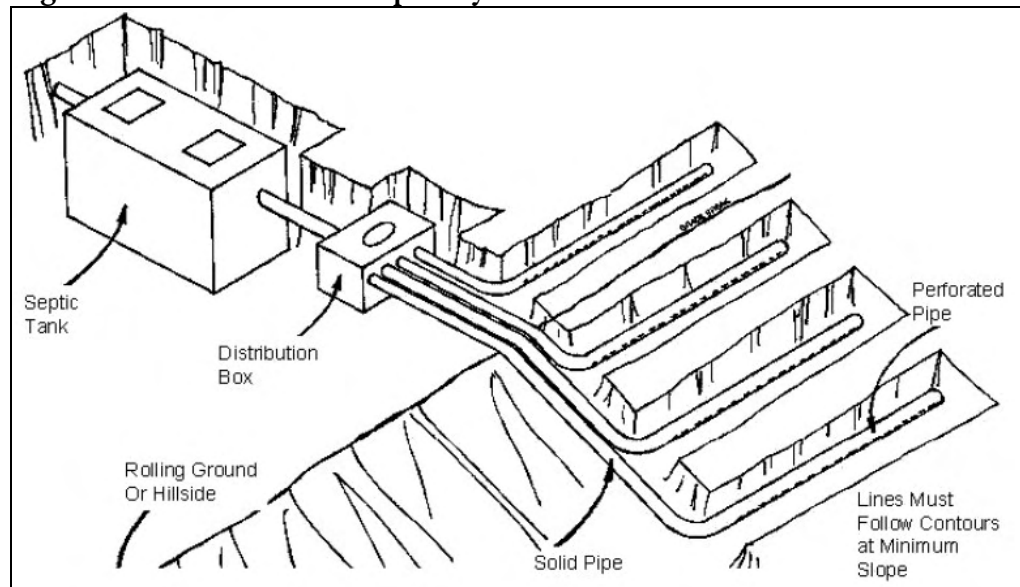 Septic
Tank
Distribution
Box
Perforated
Pipe
Rolling Ground
Or Hillside
Solid Pipe
Lines Must
Follow Contours
at Minimum
Slope